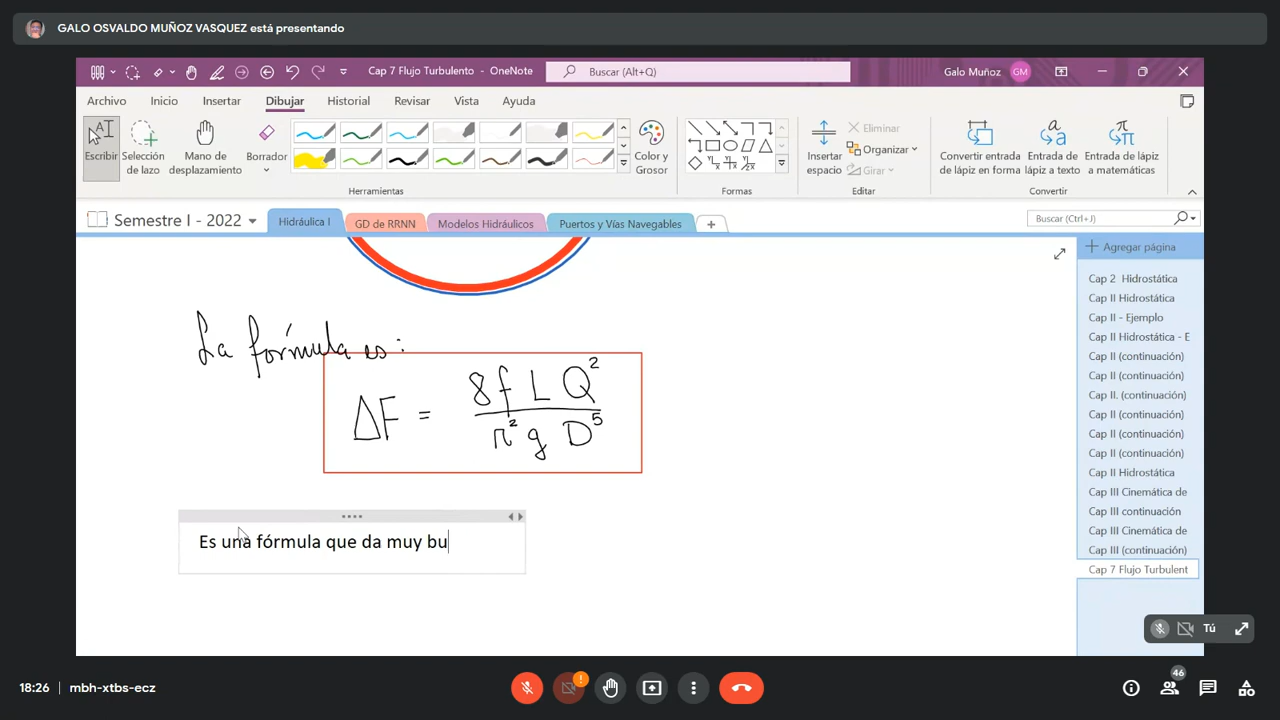 GALO OSVALDO MUÑOZ VASQUEZ está presentando
Cap 7 Flujo Turbulento - OneNote
Buscar (Alt+Q)
Galo Muñoz GM
Archivo Inicio Insertar Dibujar Historial Revisar Vista Ayuda
Escribir
Selección de lazo
Mano de desplazamiento
Borrador
Color y Grosor
Insertar espacio
Eliminar
Organizar
Girar
Convertir entrada de lápiz en forma
Entrada de lápiz a texto
Entrada de lápiz a matemáticas
Herramientas
Formas
Editar
Convertir
Semestre I - 2022
Hidráulica I
GD de RRNN
Modelos Hidráulicos
Puertos y Vías Navegables
Buscar (Ctrl+J)
Agregar página
Cap 2 Hidrostática
Cap II Hidrostática
Cap II - Ejemplo
Cap II Hidrostática - E
Cap II (continuación)
Cap II (continuación)
Cap II. (continuación)
Cap II (continuación)
Cap II (continuación)
Cap II (continuación)
Cap II Hidrostática
Cap III Cinemática de
Cap III continuación
Cap III Cinemática de
Cap III (continuación)
Cap 7 Flujo Turbulent
La fórmula es:
ΔF = 8 f L Q² / π² g D⁵
Es una fórmula que da muy bu
Tú
18:26 mbh-xtbs-ecz
46